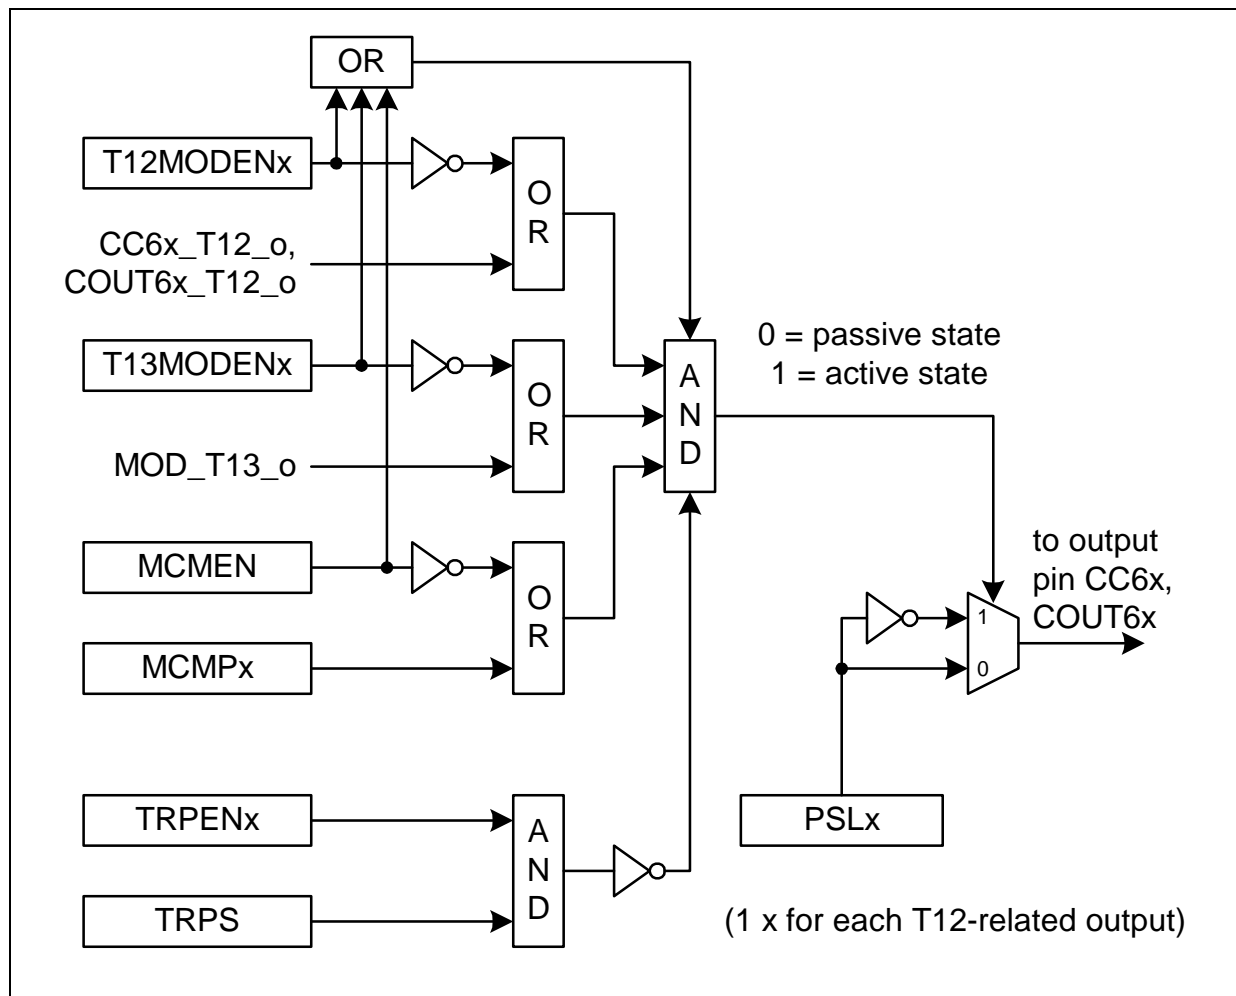 OR
T12MODENx
O
R
CC6x_T12_o,
COUT6x_T12_o
T13MODENx
O
R
MOD_T13_o
A
N
D
0 = passive state
1 = active state
MCMEN
O
R
MCMPx
to output
pin CC6x,
COUT6x
1
0
TRPENx
A
N
D
TRPS
PSLx
(1 x for each T12-related output)